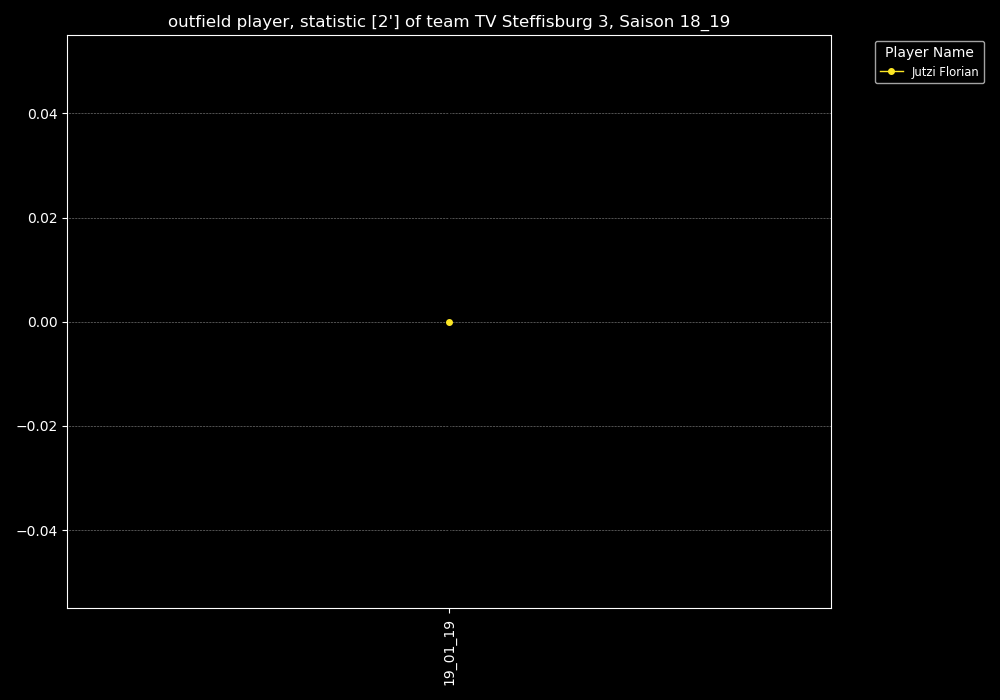 outfield player, statistic [2'] of team TV Steffisburg 3, Saison 18_19
Player Name
Jutzi Florian
0.04
0.02
0.00
−0.02
−0.04
19_01_19